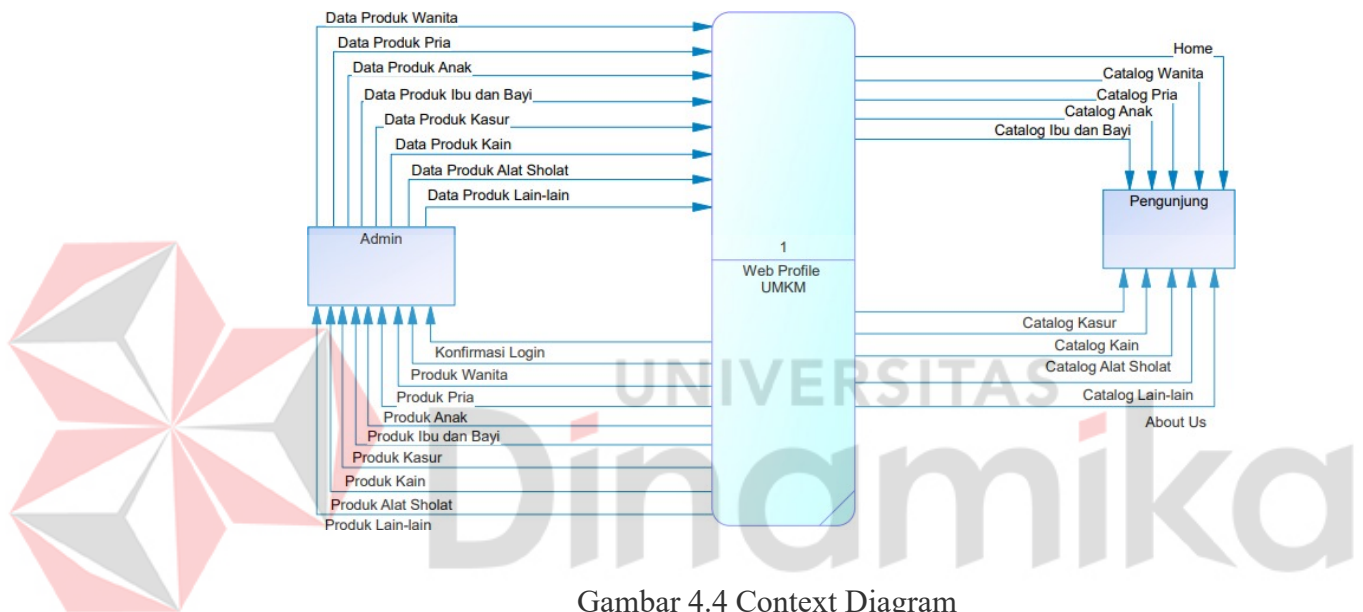 Data Produk Wanita
Data Produk Pria
Data Produk Anak
Data Produk Ibu dan Bayi
Data Produk Kasur
Data Produk Kain
Data Produk Alat Sholat
Data Produk Lain-lain
Admin
Konfirmasi Login
Produk Wanita
Produk Pria
Produk Anak
Produk Ibu dan Bayi
Produk Kasur
Produk Kain
Produk Alat Sholat
Produk Lain-lain
1
Web Profile
UMKM
Home
Catalog Wanita
Catalog Pria
Catalog Anak
Catalog Ibu dan Bayi
Pengunjung
Catalog Kasur
Catalog Kain
Catalog Alat Sholat
Catalog Lain-lain
About Us
UNIVERSITAS
Dinamika
Gambar 4.4 Context Diagram